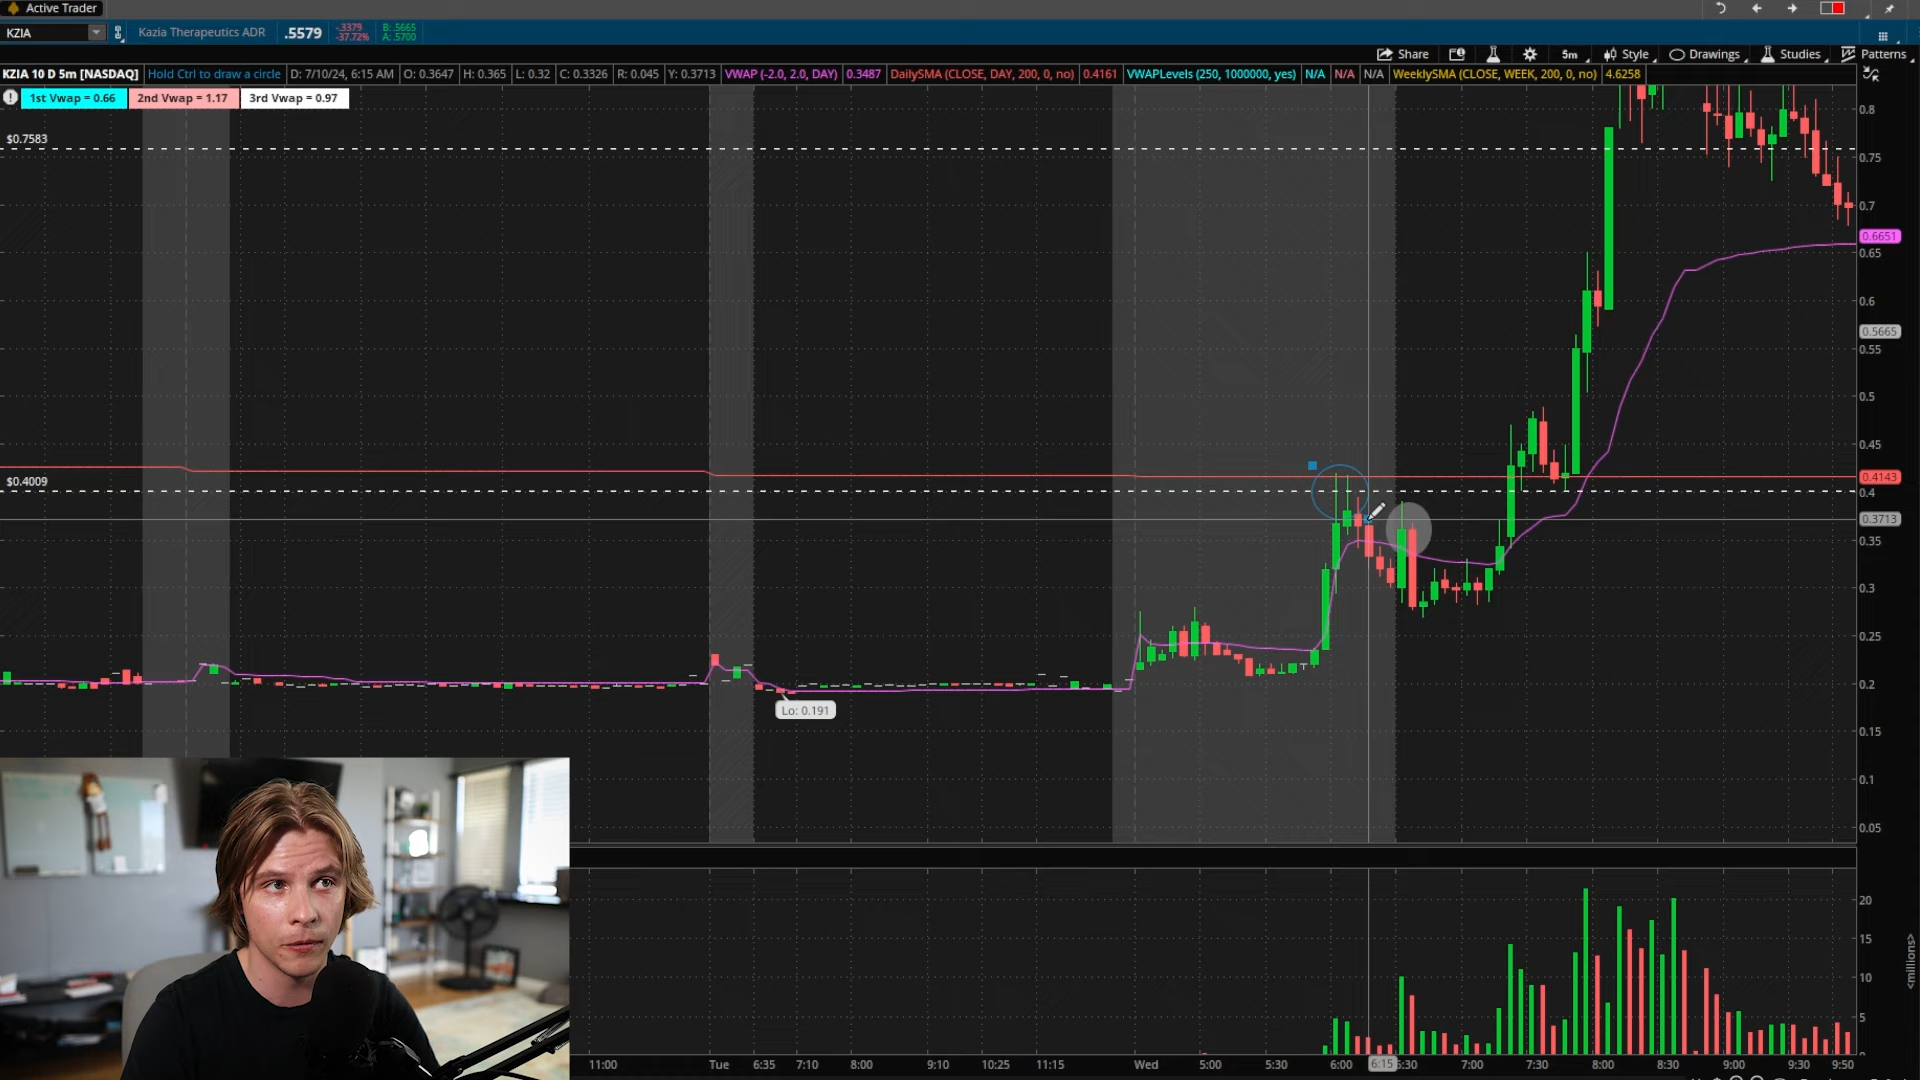 Active Trader
KZIA
Kazia Therapeutics ADR
.5579
-.3379
-37.72%
B: .5665
A: .5700
Share
5m
Style
Drawings
Studies
Patterns
KZIA 10 D 5m [NASDAQ]
Hold Ctrl to draw a circle
D: 7/10/24, 6:15 AM
O: 0.3647
H: 0.365
L: 0.32
C: 0.3326
R: 0.045
Y: 0.3713
VWAP (-2.0, 2.0, DAY)
0.3487
DailySMA (CLOSE, DAY, 200, 0, no)
0.4161
VWAPLevels (250, 1000000, yes)
N/A
N/A
N/A
WeeklySMA (CLOSE, WEEK, 200, 0, no)
4.6258
1st Vwap = 0.66
2nd Vwap = 1.17
3rd Vwap = 0.97
$0.7583
$0.4009
Lo: 0.191
0.8
0.75
0.7
0.6651
0.65
0.6
0.5665
0.55
0.5
0.45
0.4143
0.4
0.3713
0.35
0.3
0.25
0.2
0.15
0.1
0.05
20
15
10
5
<millions>
11:00
Tue
6:35
7:10
8:00
9:10
10:25
11:15
Wed
5:00
5:30
6:00
6:15
6:30
7:00
7:30
8:00
8:30
9:00
9:30
9:50